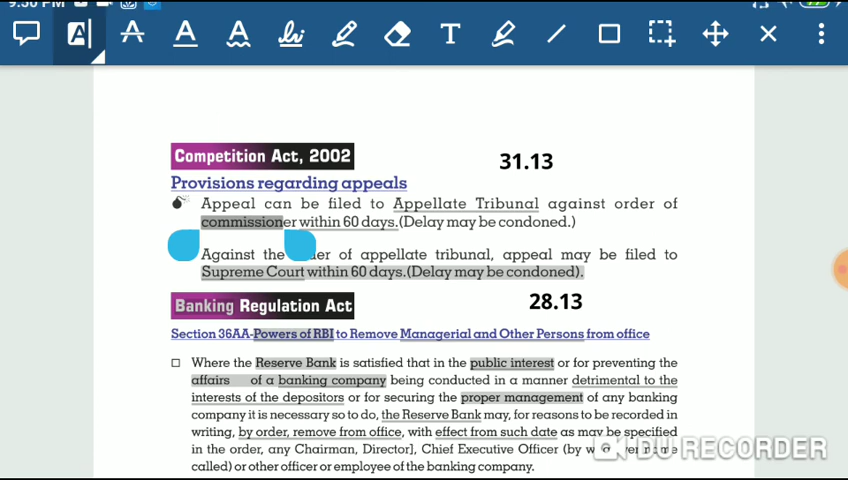 9:50 PM
A
A A A T
Competition Act, 2002
31.13
Provisions regarding appeals
Appeal can be filed to Appellate Tribunal against order of
commissioner within 60 days.(Delay may be condoned.)
Against the er of appellate tribunal, appeal may be filed to
Supreme Court within 60 days.(Delay may be condoned).
Banking Regulation Act
28.13
Section 36AA-Powers of RBI to Remove Managerial and Other Persons from office
Where the Reserve Bank is satisfied that in the public interest or for preventing the
affairs of a banking company being conducted in a manner detrimental to the
interests of the depositors or for securing the proper management of any banking
company it is necessary so to do, the Reserve Bank may, for reasons to be recorded in
writing, by order, remove from office, with effect from such date as may be specified
in the order, any Chairman, Director], Chief Executive Officer (by name
called) or other officer or employee of the banking company.
DU RECORDER